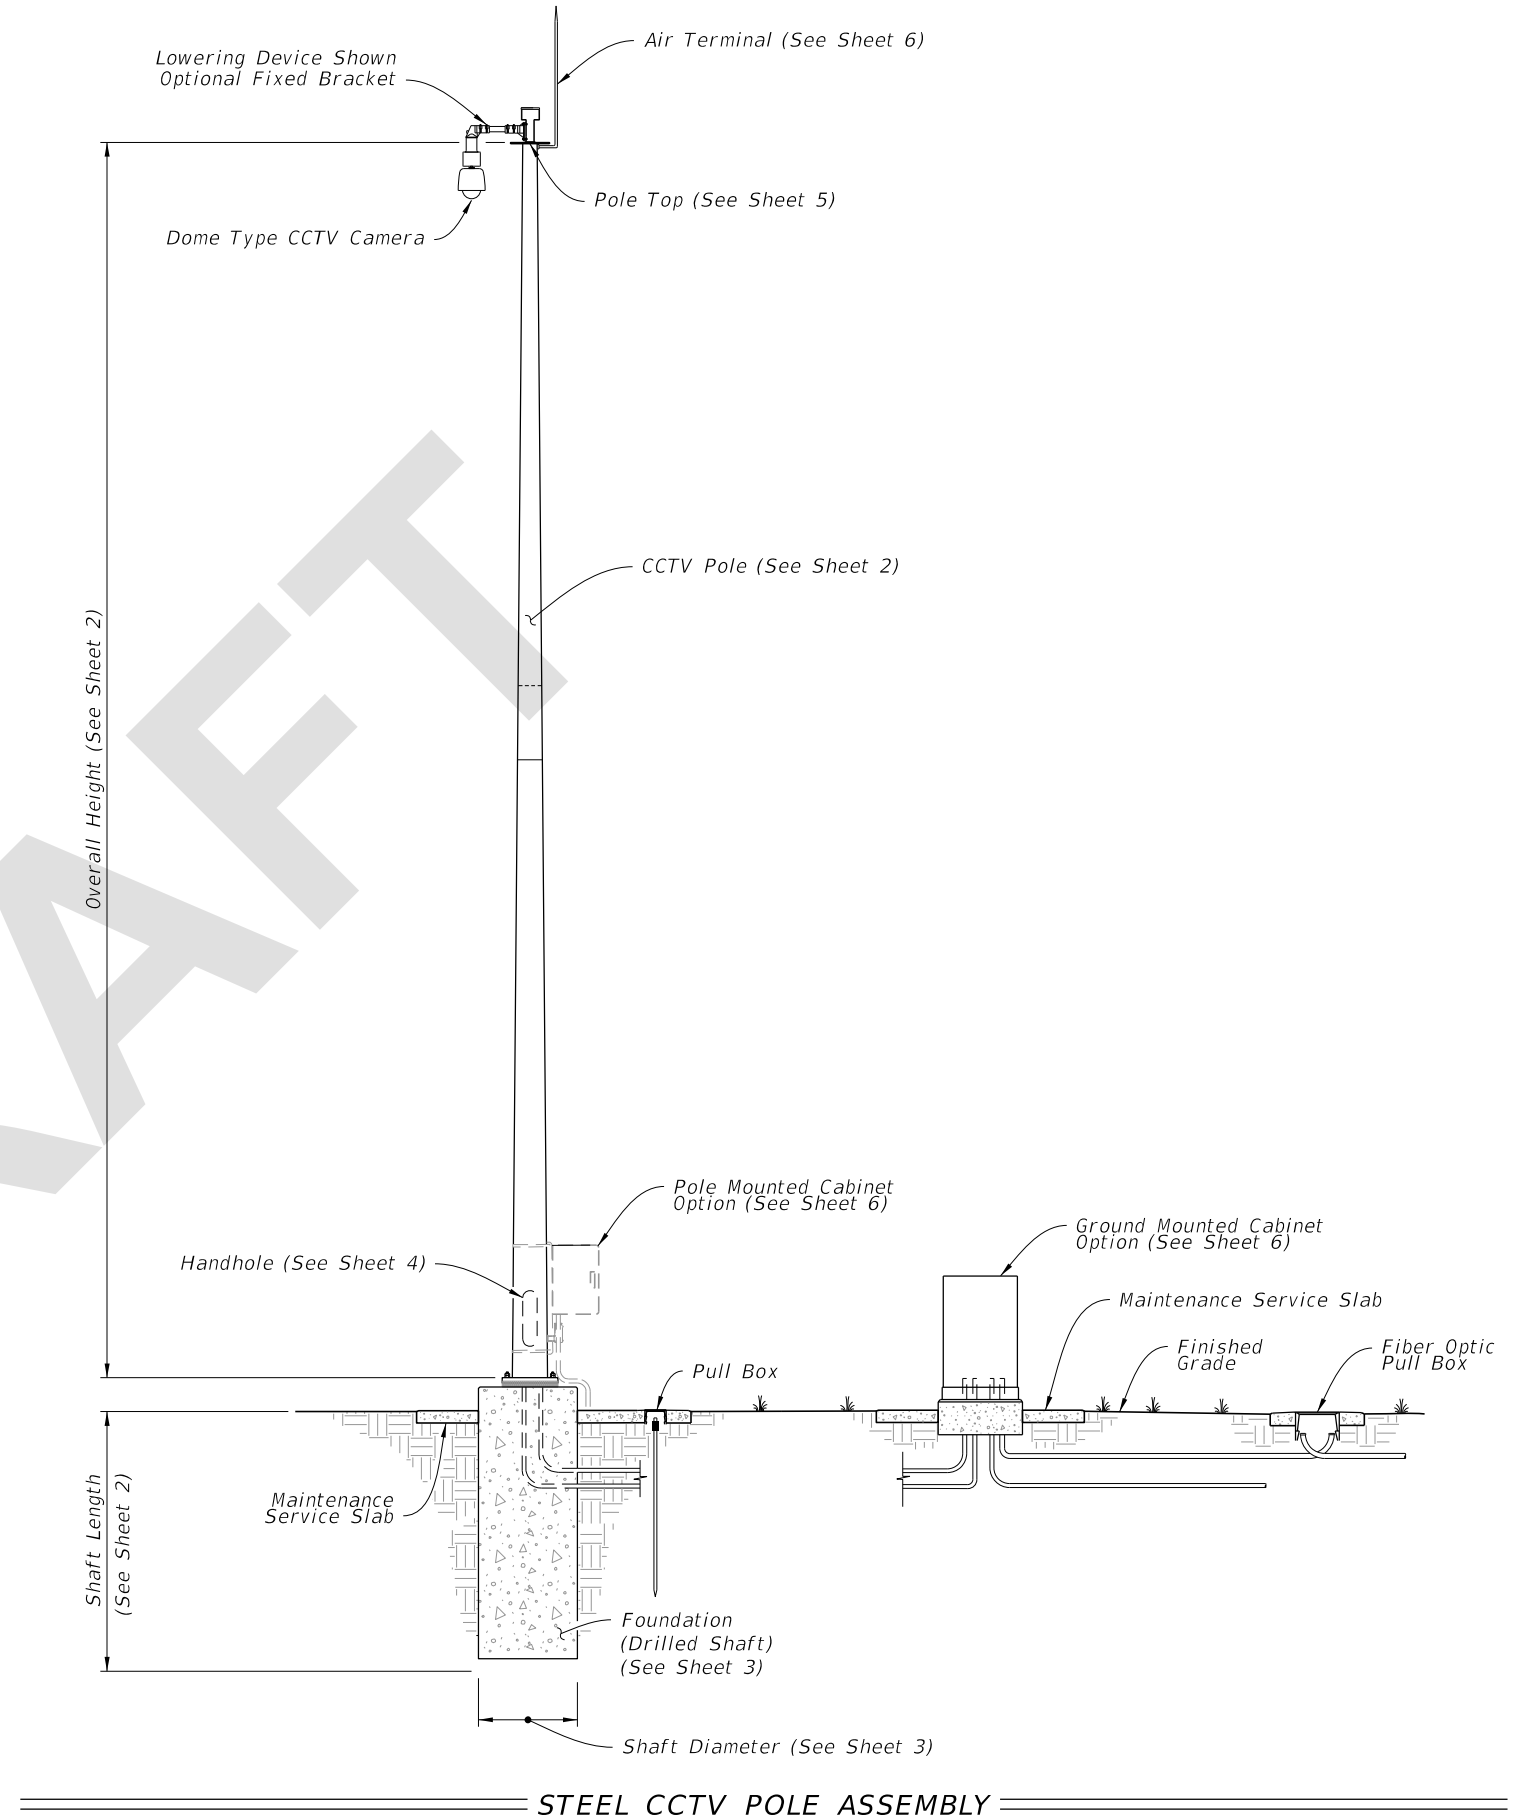 Air Terminal (See Sheet 6)
Lowering Device Shown
Optional Fixed Bracket
Pole Top (See Sheet 5)
Dome Type CCTV Camera
CCTV Pole (See Sheet 2)
Overall Height (See Sheet 2)
Pole Mounted Cabinet
Option (See Sheet 6)
Ground Mounted Cabinet
Option (See Sheet 6)
Handhole (See Sheet 4)
Maintenance Service Slab
Finished
Grade
Fiber Optic
Pull Box
Pull Box
Maintenance
Service Slab
Shaft Length
(See Sheet 2)
Foundation
(Drilled Shaft)
(See Sheet 3)
Shaft Diameter (See Sheet 3)
STEEL CCTV POLE ASSEMBLY